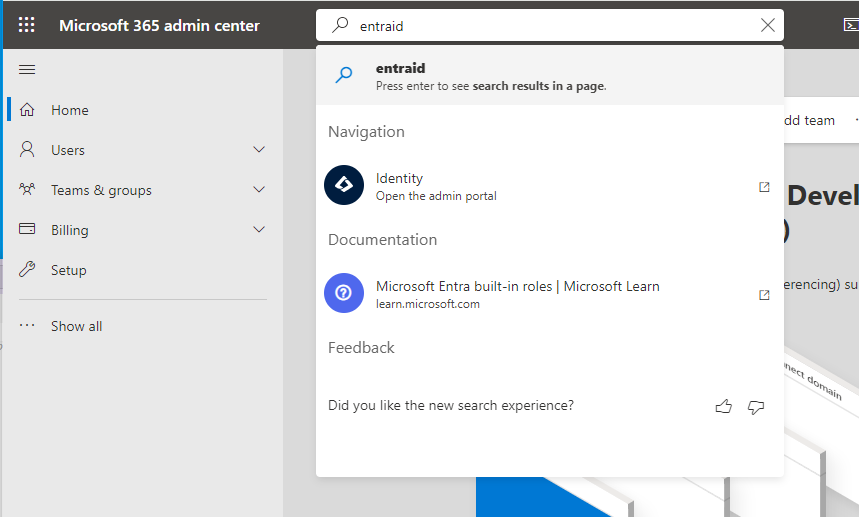 Microsoft 365 admin center
entraid
entraid
Press enter to see search results in a page.
Navigation
Identity
Open the admin portal
Documentation
Microsoft Entra built-in roles | Microsoft Learn
learn.microsoft.com
Feedback
Did you like the new search experience?
Home
Users
Teams & groups
Billing
Setup
Show all
dd team
Devel
)
erencing) su
nect domain